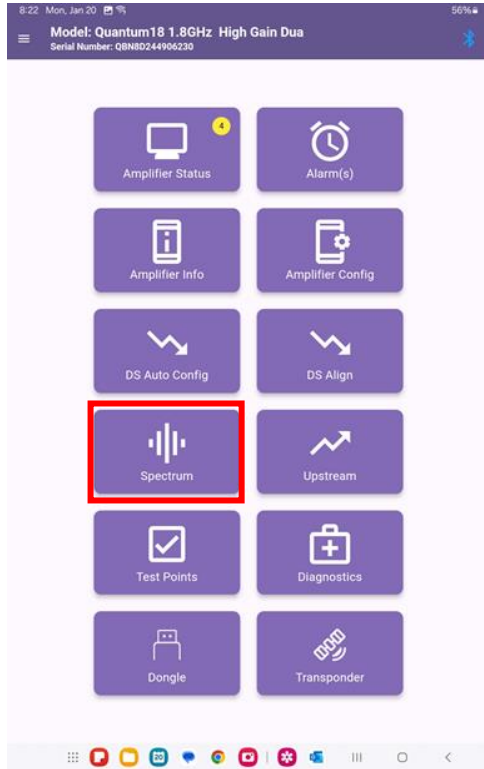 8:22 Mon, Jan 20
56%
Model: Quantum18 1.8GHz High Gain Dua
Serial Number: QBN8D244906230
4
Amplifier Status
Alarm(s)
Amplifier Info
Amplifier Config
DS Auto Config
DS Align
Spectrum
Upstream
Test Points
Diagnostics
Dongle
Transponder
20